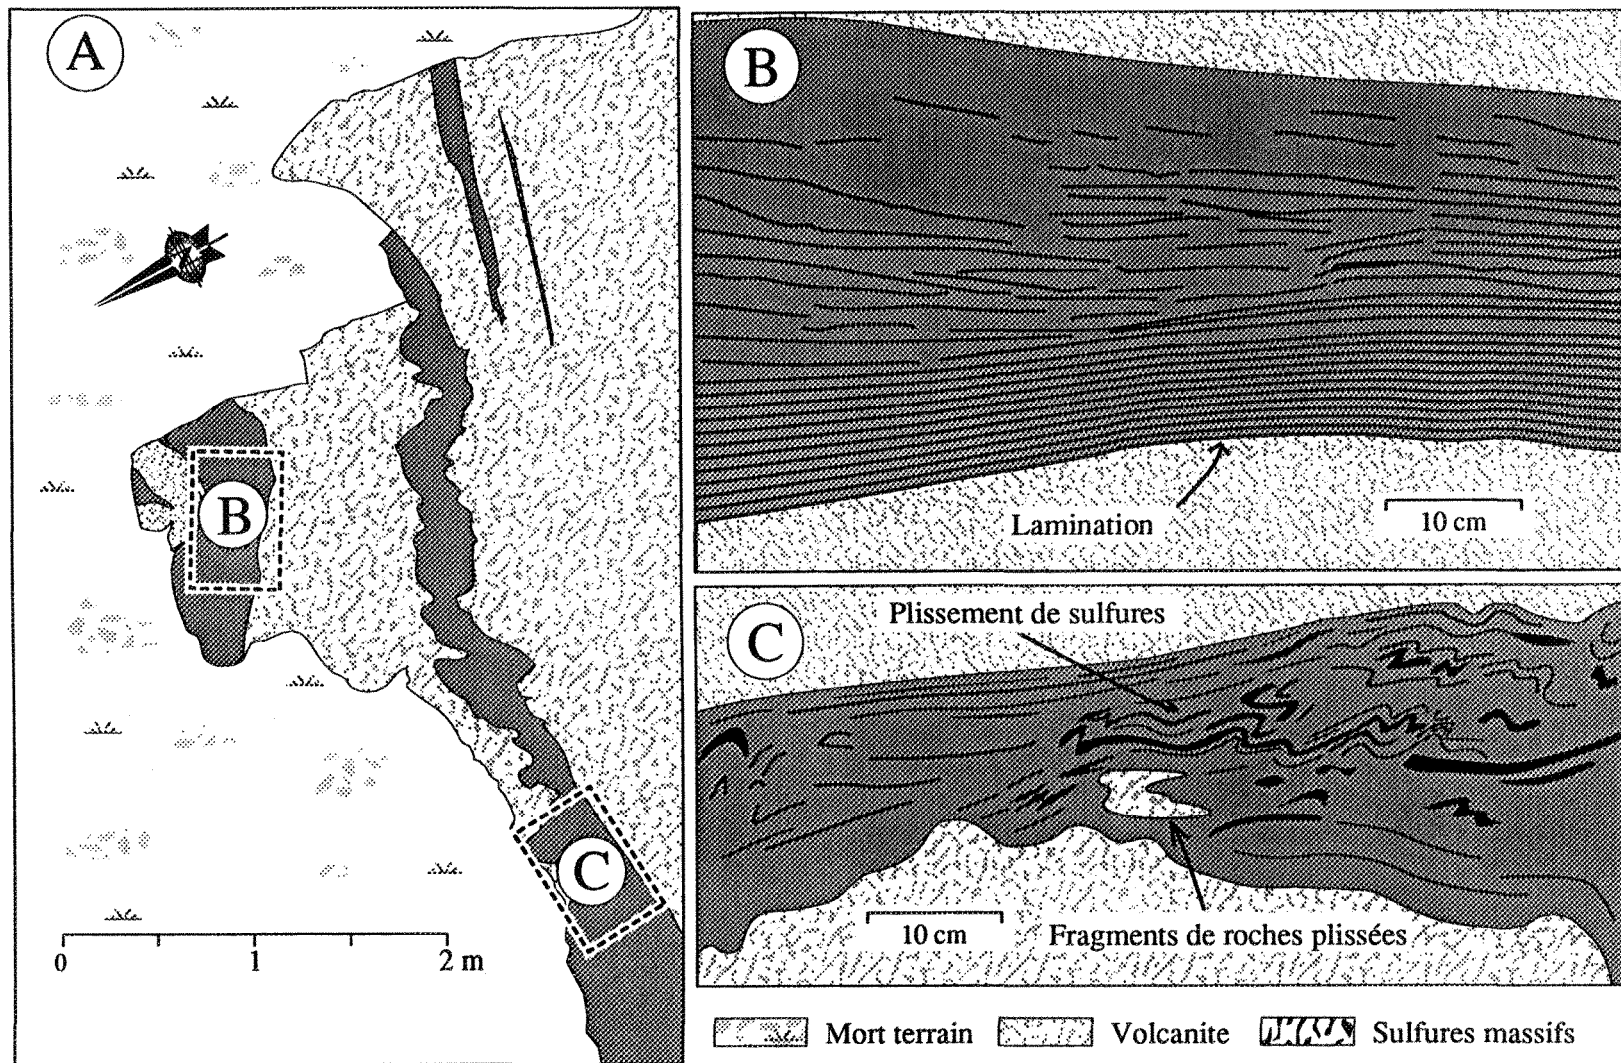 A
B
C
0
1
2 m
B
Lamination
10 cm
C
Plissement de sulfures
10 cm
Fragments de roches plissées
Mort terrain
Volcanite
Sulfures massifs